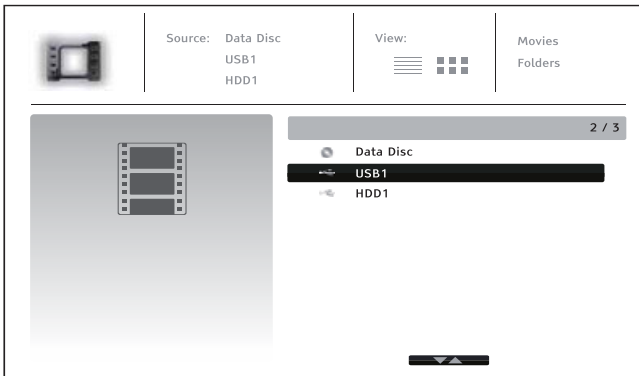 Source: Data Disc
USB1
HDD1
View:
Movies
Folders
2 / 3
Data Disc
USB1
HDD1